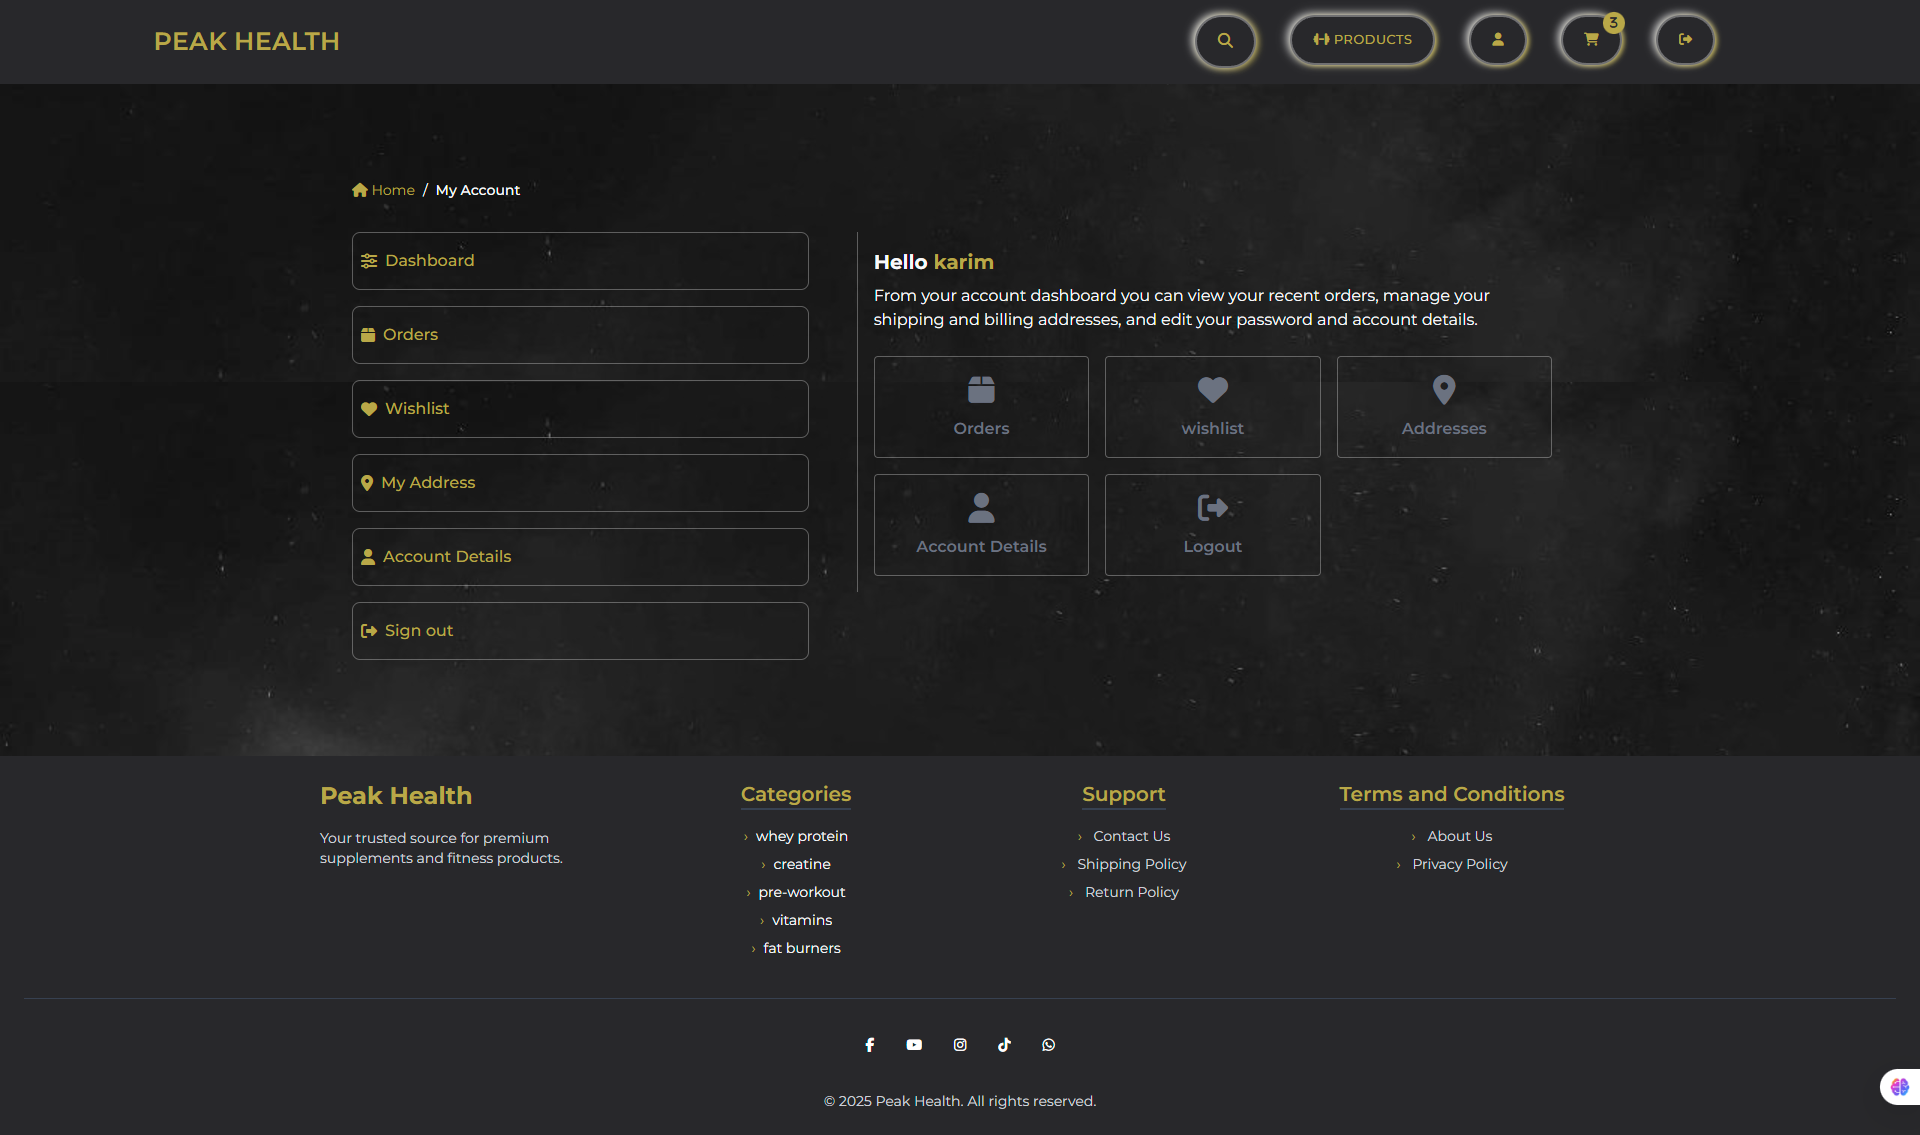 PEAK HEALTH
PRODUCTS
3
Home / My Account
Dashboard
Orders
Wishlist
My Address
Account Details
Sign out
Hello karim
From your account dashboard you can view your recent orders, manage your
shipping and billing addresses, and edit your password and account details.
Orders
wishlist
Addresses
Account Details
Logout
Peak Health
Your trusted source for premium
supplements and fitness products.
Categories
› whey protein
› creatine
› pre-workout
› vitamins
› fat burners
Support
› Contact Us
› Shipping Policy
› Return Policy
Terms and Conditions
› About Us
› Privacy Policy
© 2025 Peak Health. All rights reserved.